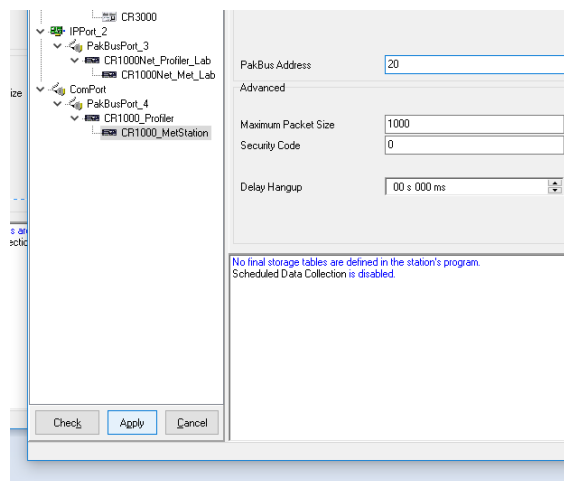 CR3000
IPPort_2
PakBusPort_3
CR1000Net_Profiler_Lab
CR1000Net_Met_Lab
ComPort
PakBusPort_4
CR1000_Profiler
CR1000_MetStation
PakBus Address
20
Advanced
Maximum Packet Size
1000
Security Code
0
Delay Hangup
00 s 000 ms
No final storage tables are defined in the station's program.
Scheduled Data Collection is disabled.
Check
Apply
Cancel